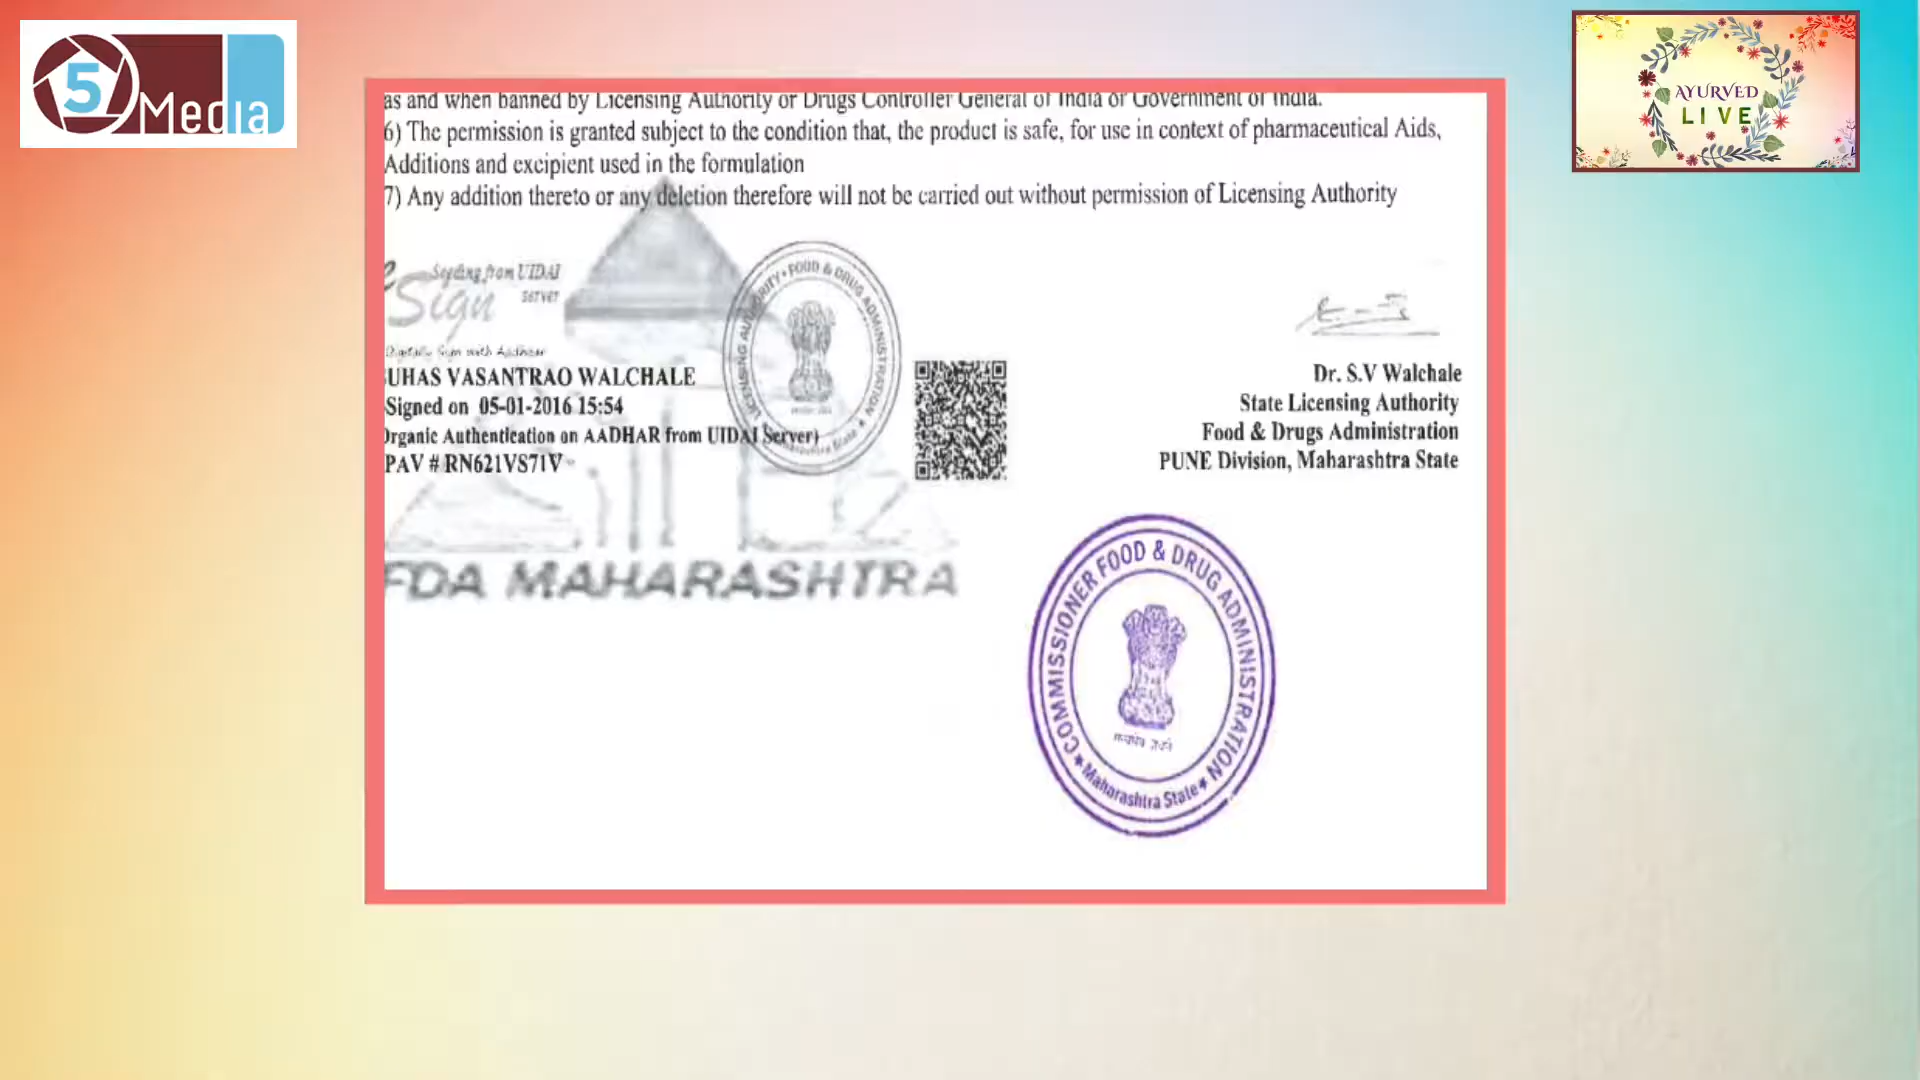 5 Media
AYURVED
LIVE
as and when banned by Licensing Authority or Drugs Controller General of India or Government of India.
6) The permission is granted subject to the condition that, the product is safe, for use in context of pharmaceutical Aids,
Additions and excipient used in the formulation
7) Any addition thereto or any deletion therefore will not be carried out without permission of Licensing Authority
from UIDAI
server
Sign
UHAS VASANTRAO WALCHALE
Signed on 05-01-2016 15:54
Organic Authentication on AADHAR from UIDAI Server)
PAV # RN621VS71V
LICENSING AUTHORITY • FOOD & DRUG ADMINISTRATION
Dr. S.V Walchale
State Licensing Authority
Food & Drugs Administration
PUNE Division, Maharashtra State
FDA MAHARASHTRA
COMMISSIONER FOOD & DRUG ADMINISTRATION
★ Maharashtra State ★